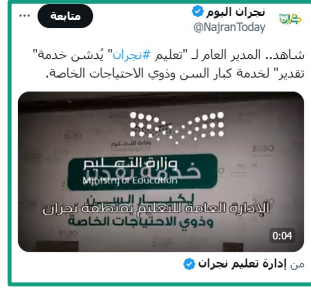 نجران اليوم
@NajranToday
متابعة
شاهد.. المدير العام لـ "تعليم #نجران" يُدشن خدمة "تقدير" لخدمة كبار السن وذوي الاحتياجات الخاصة.
وزارة التعليم
Ministry of Education
خدمة تقدير
لكبار السن
الإدارة العامة للتعليم بمنطقة نجران
وذوي الاحتياجات الخاصة
0:04
من إدارة تعليم نجران